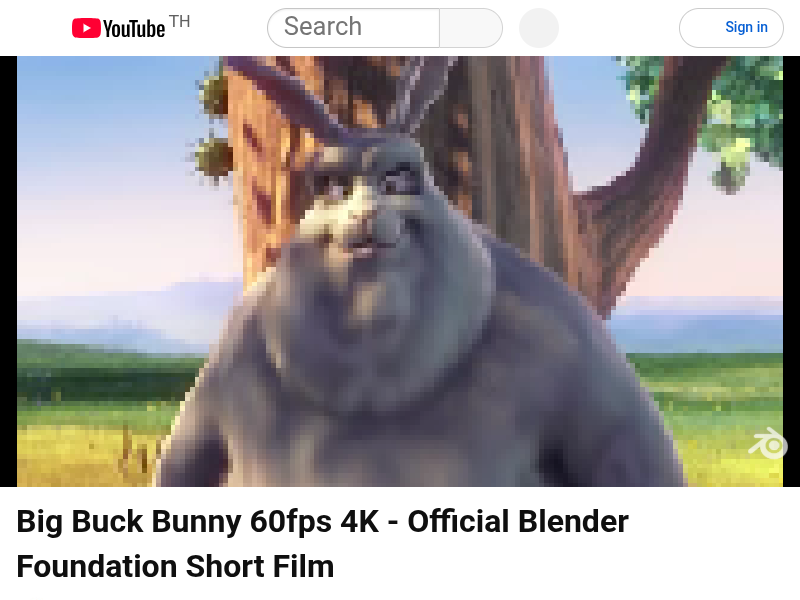 YouTube TH
Search
Sign in
Big Buck Bunny 60fps 4K - Official Blender
Foundation Short Film